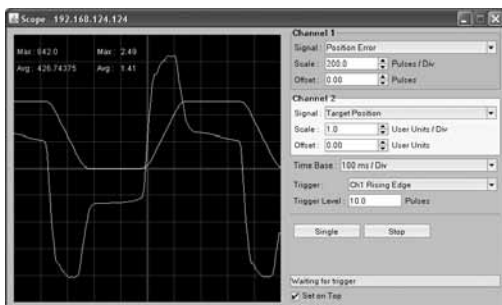 Scope 192.168.124.124
Max: 842.0 Max: 2.49
Avg: 426.74375 Avg: 1.41
Channel 1
Signal: Position Error
Scale: 200.0 Pulses / Div
Offset: 0.00 Pulses
Channel 2
Signal: Target Position
Scale: 1.0 User Units / Div
Offset: 0.00 User Units
Time Base: 100 ms / Div
Trigger: Ch1 Rising Edge
Trigger Level: 10.0 Pulses
Single Stop
Waiting for trigger
Set on Top